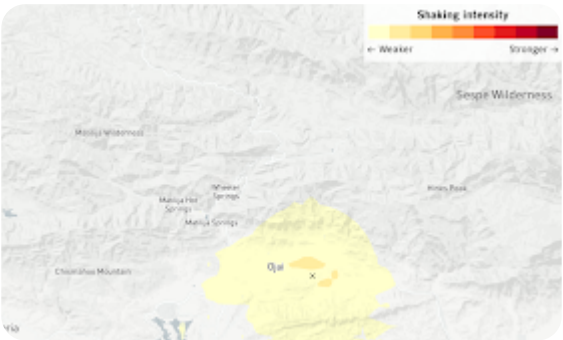 Shaking intensity
← Weaker Stronger →
Sespe Wilderness
Matilija Wilderness
Wheeler
Springs
Hines Peak
Matilija Hot
Springs
Matilija Springs
Ojai
Chismahoo Mountain